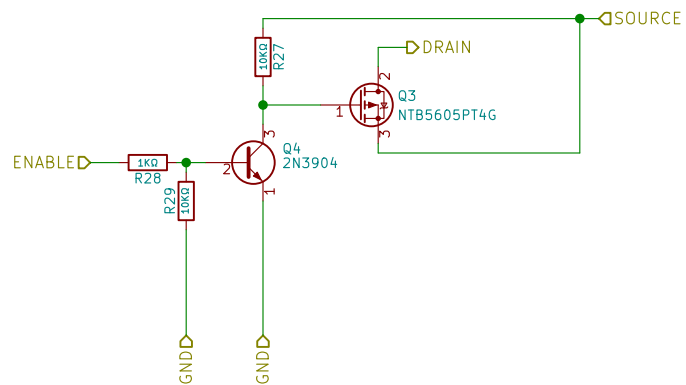 SOURCE
10KΩ
R27
DRAIN
2
Q3
1
NTB5605PT4G
3
3
Q4
2N3904
ENABLE
1KΩ
R28
2
1
R29
10KΩ
GND
GND